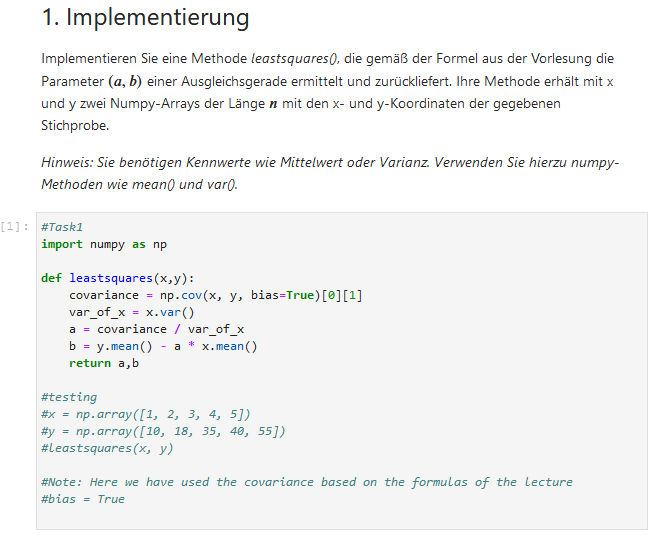 1. Implementierung
Implementieren Sie eine Methode leastsquares(), die gemäß der Formel aus der Vorlesung die
Parameter (a, b) einer Ausgleichsgerade ermittelt und zurückliefert. Ihre Methode erhält mit x
und y zwei Numpy-Arrays der Länge n mit den x- und y-Koordinaten der gegebenen
Stichprobe.
Hinweis: Sie benötigen Kennwerte wie Mittelwert oder Varianz. Verwenden Sie hierzu numpy-
Methoden wie mean() und var().
[1]: #Task1
import numpy as np
def leastsquares(x,y):
    covariance = np.cov(x, y, bias=True)[0][1]
    var_of_x = x.var()
    a = covariance / var_of_x
    b = y.mean() - a * x.mean()
    return a,b
#testing
#x = np.array([1, 2, 3, 4, 5])
#y = np.array([10, 18, 35, 40, 55])
#leastsquares(x, y)
#Note: Here we have used the covariance based on the formulas of the lecture
#bias = True